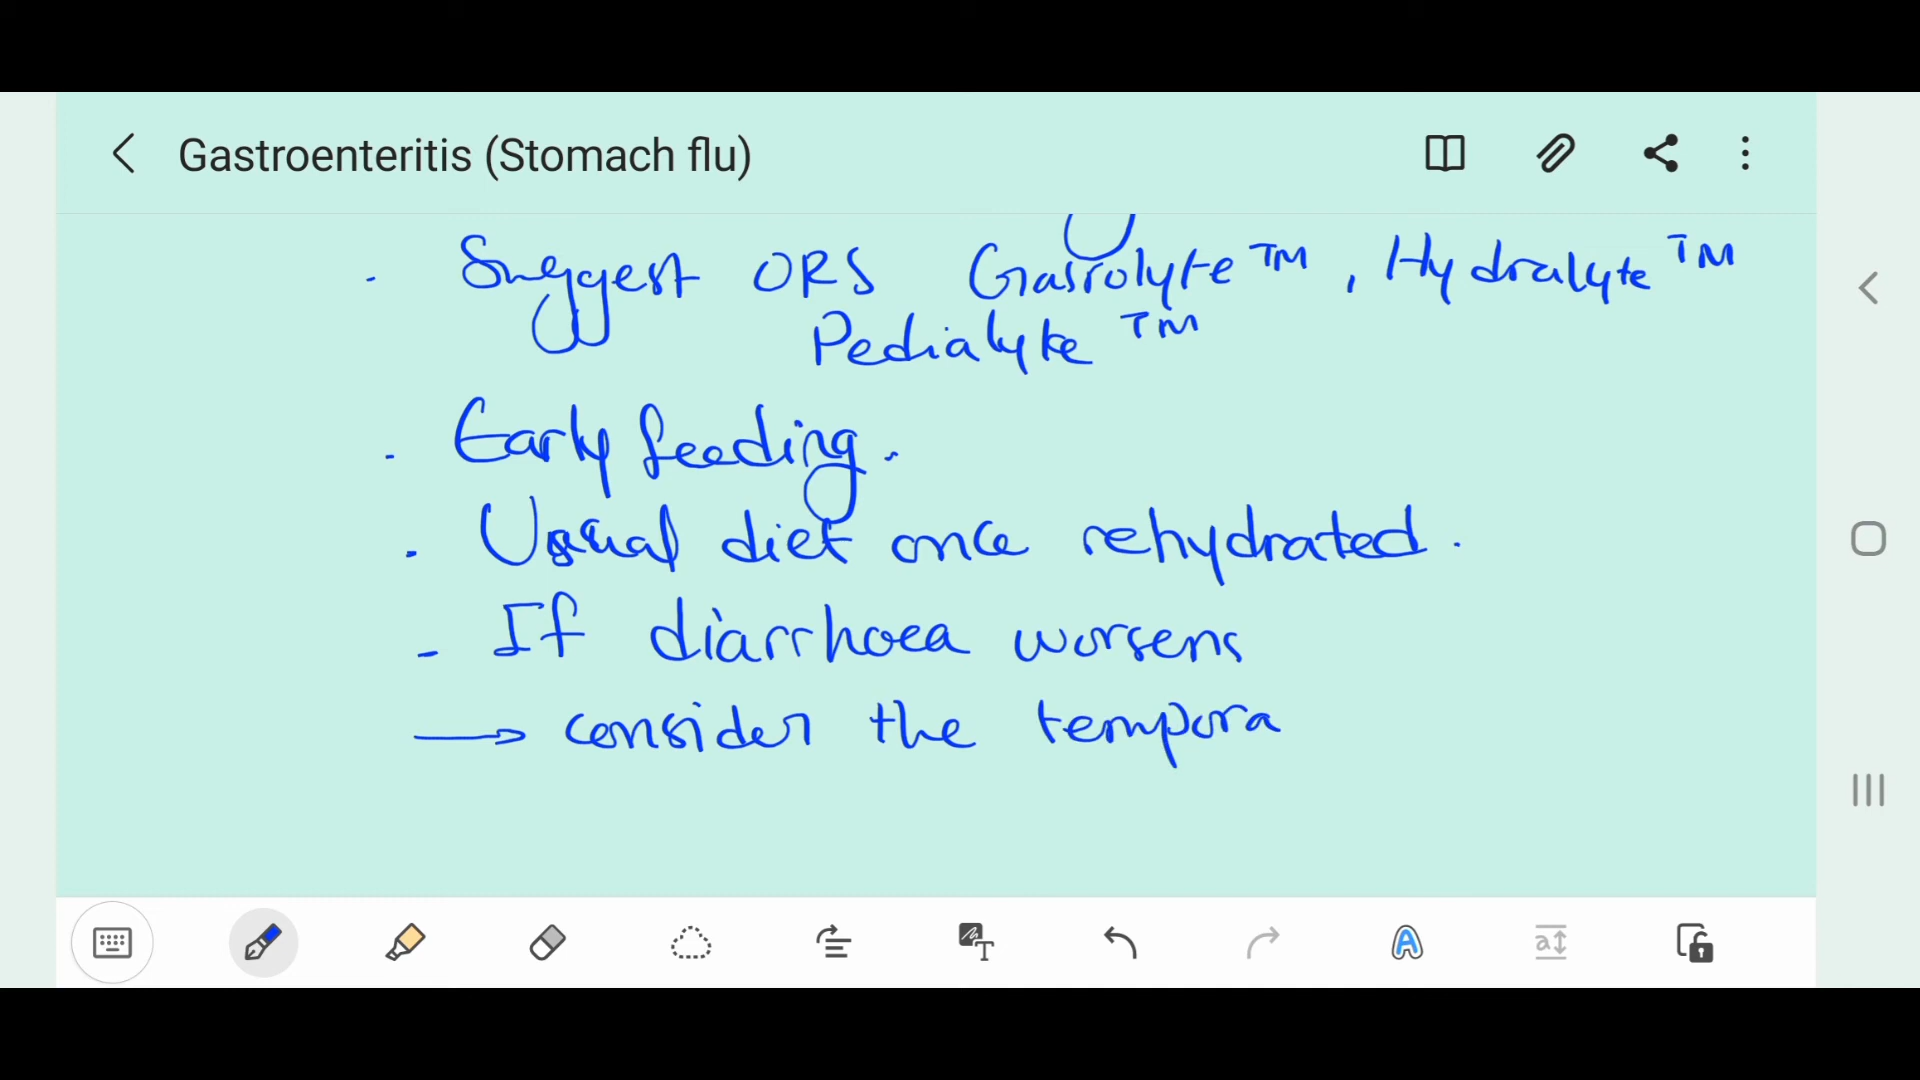 Gastroenteritis (Stomach flu)
. Suggest ORS Gasrolyte™, Hydralyte™
Pedialyte™
. Early feeding.
. Usual diet once rehydrated.
- If diarrhoea worsens
→ consider the tempora